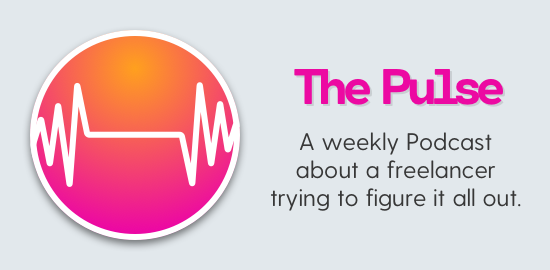 The Pulse
A weekly Podcast
about a freelancer
trying to figure it all out.